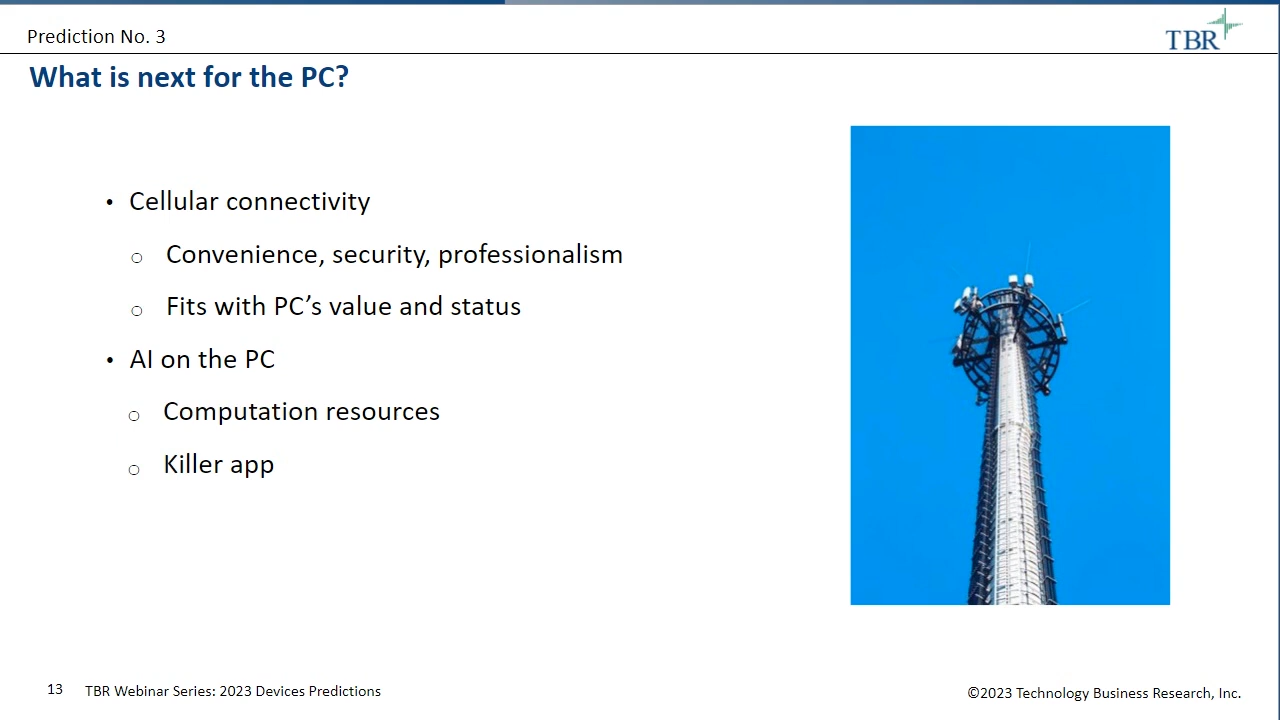 Prediction No. 3
TBR
What is next for the PC?
• Cellular connectivity
o Convenience, security, professionalism
o Fits with PC’s value and status
• AI on the PC
o Computation resources
o Killer app
13 TBR Webinar Series: 2023 Devices Predictions
©2023 Technology Business Research, Inc.